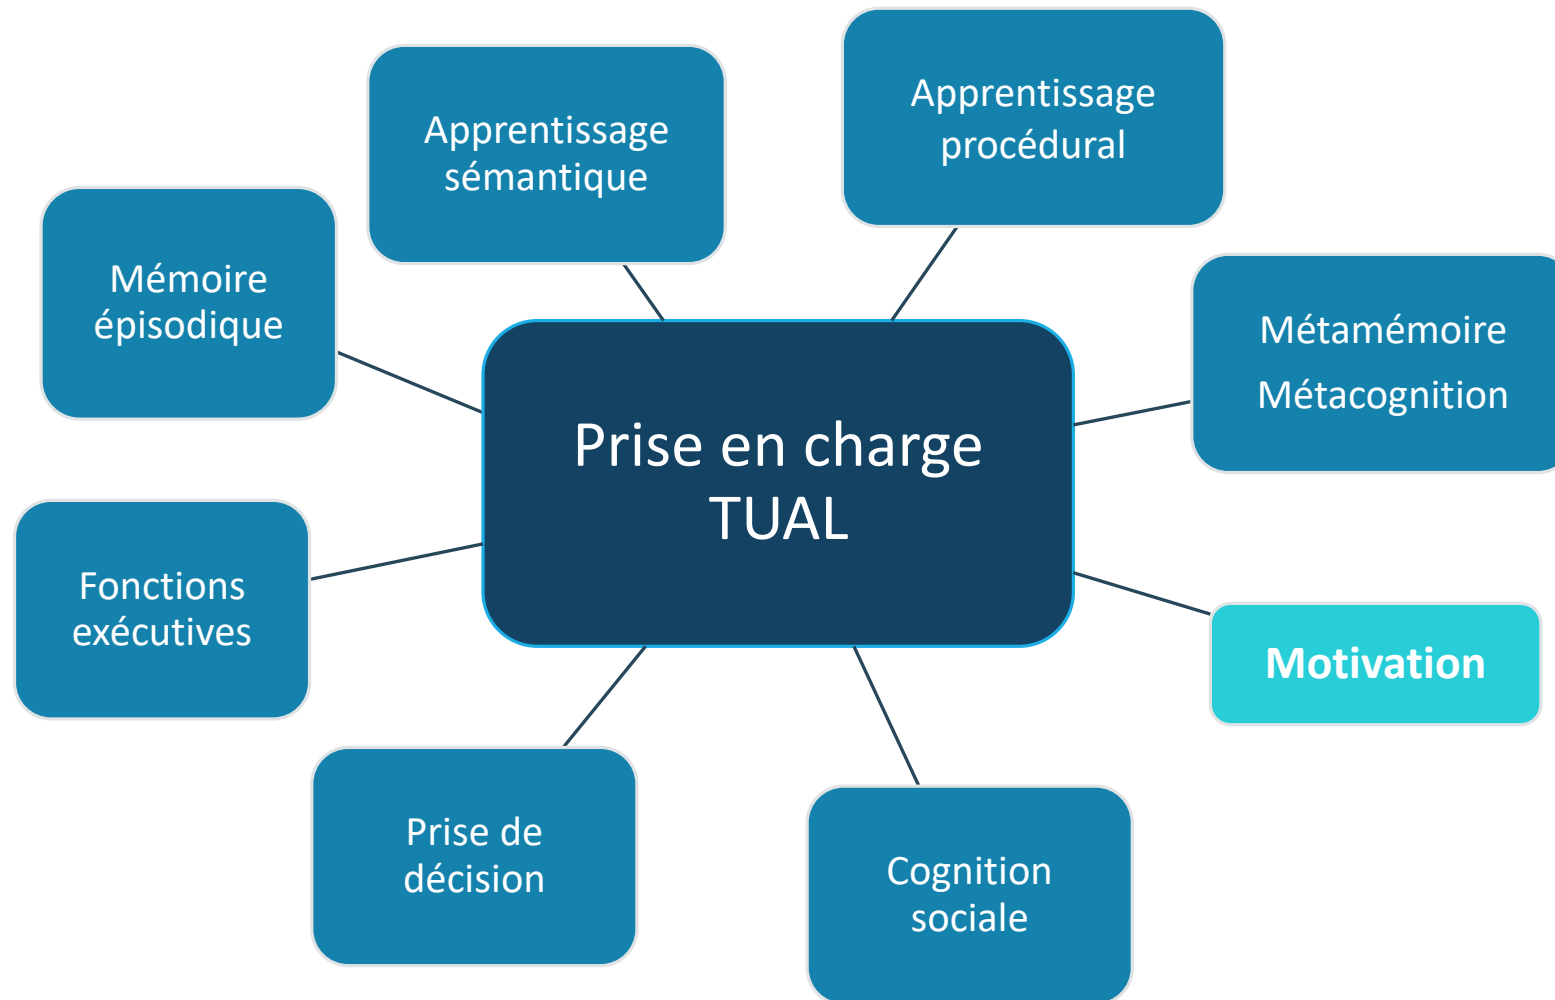 Apprentissage
procédural
Apprentissage
sémantique
Mémoire
épisodique
Métamémoire
Métacognition
Prise en charge
TUAL
Fonctions
exécutives
Motivation
Prise de
décision
Cognition
sociale